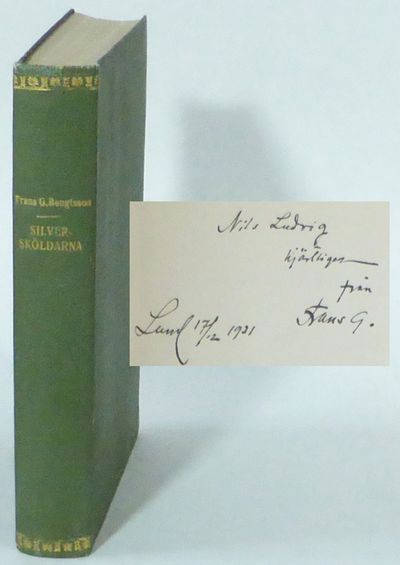 Frans G. Bengtsson
SILVER-
SKÖLDARNA
Nils Ludvig
hjärtligen
från
Frans G.
Lund 17/2 1931